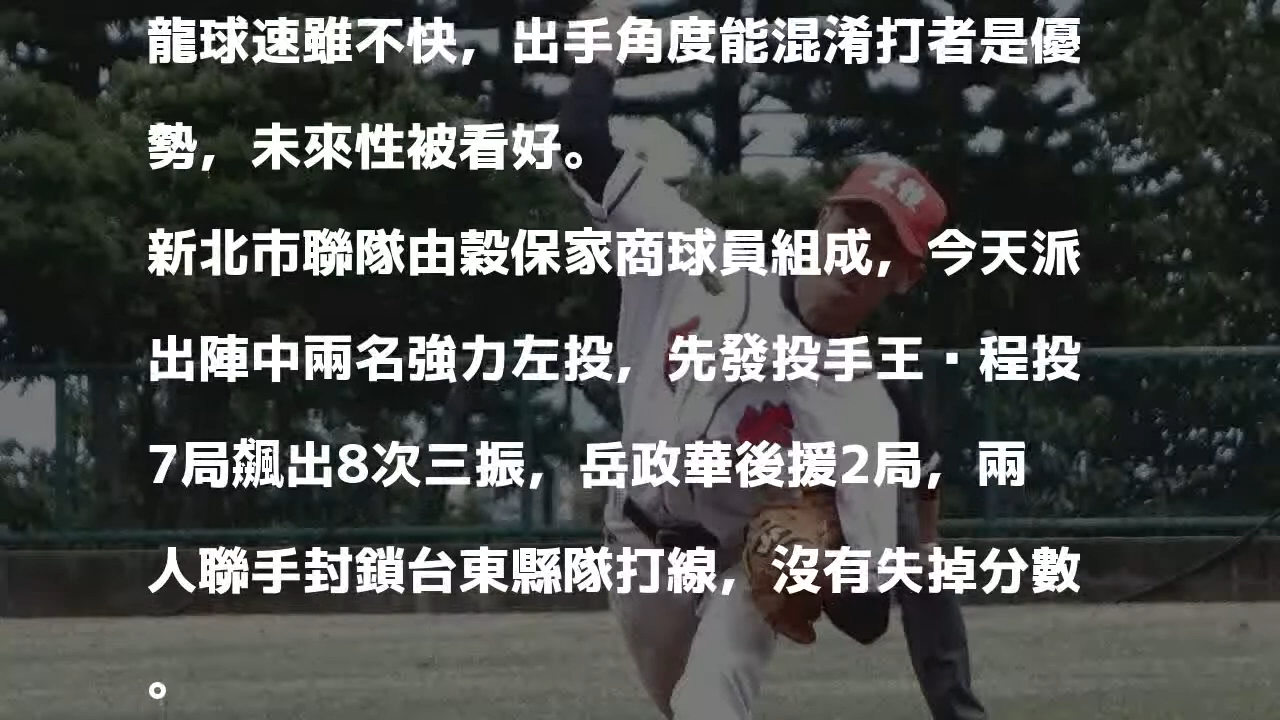 龍球速雖不快，出手角度能混淆打者是優
勢，未來性被看好。
新北市聯隊由穀保家商球員組成，今天派
出陣中兩名強力左投，先發投手王·程投
7局飆出8次三振，岳政華後援2局，兩
人聯手封鎖台東縣隊打線，沒有失掉分數
。